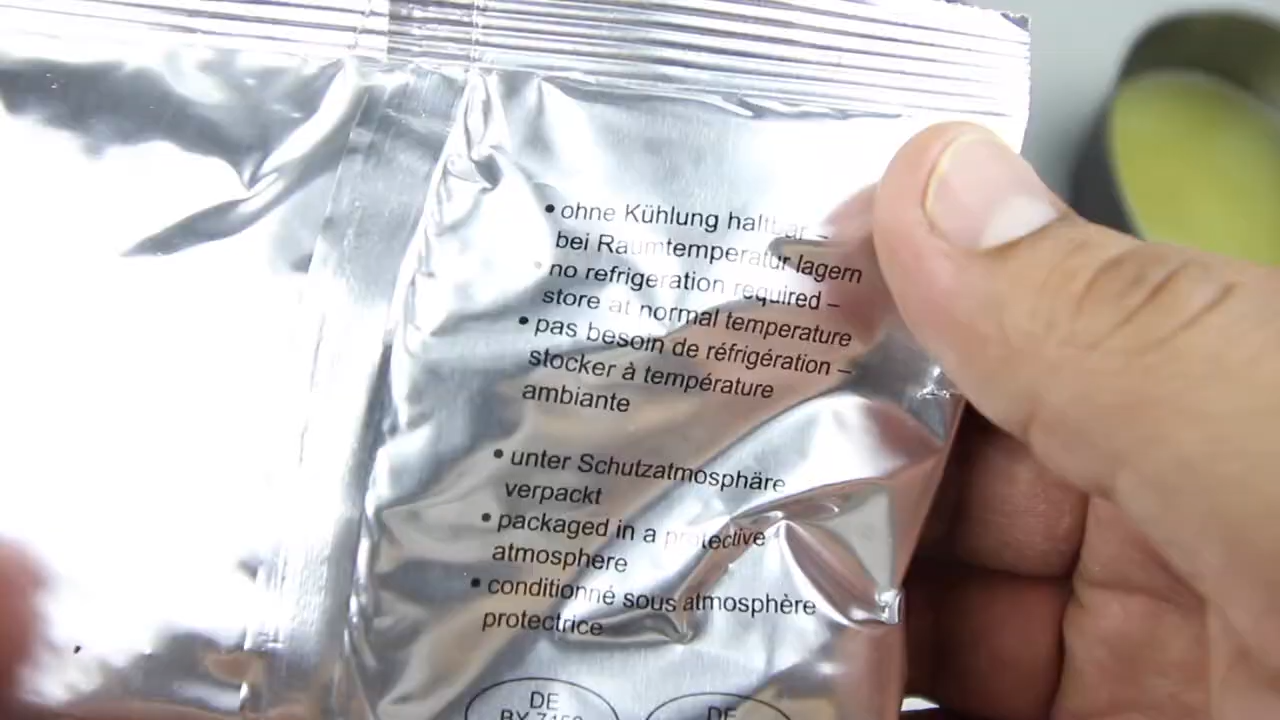 • ohne Kühlung haltbar –
bei Raumtemperatur lagern
• no refrigeration required –
store at normal temperature
• pas besoin de réfrigération –
stocker à température
ambiante
• unter Schutzatmosphäre
verpackt
• packaged in a protective
atmosphere
• conditionné sous atmosphère
protectrice
DE
DE
BY